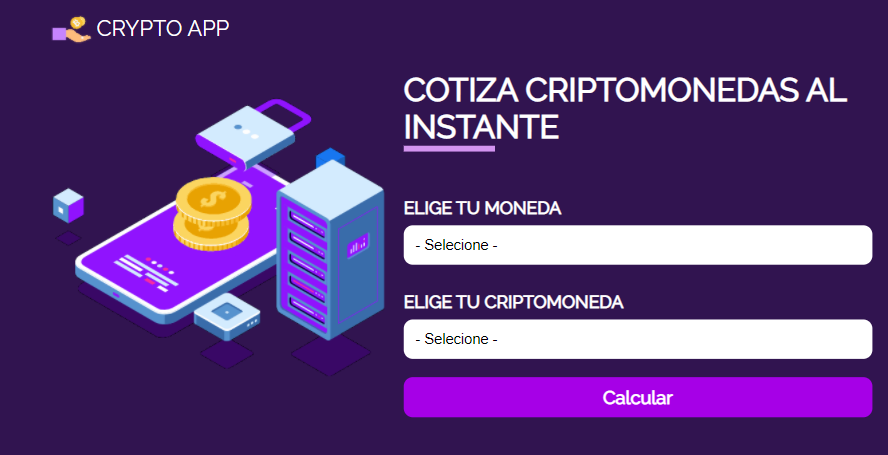 CRYPTO APP
COTIZA CRIPTOMONEDAS AL
INSTANTE
ELIGE TU MONEDA
- Selecione -
ELIGE TU CRIPTOMONEDA
- Selecione -
Calcular